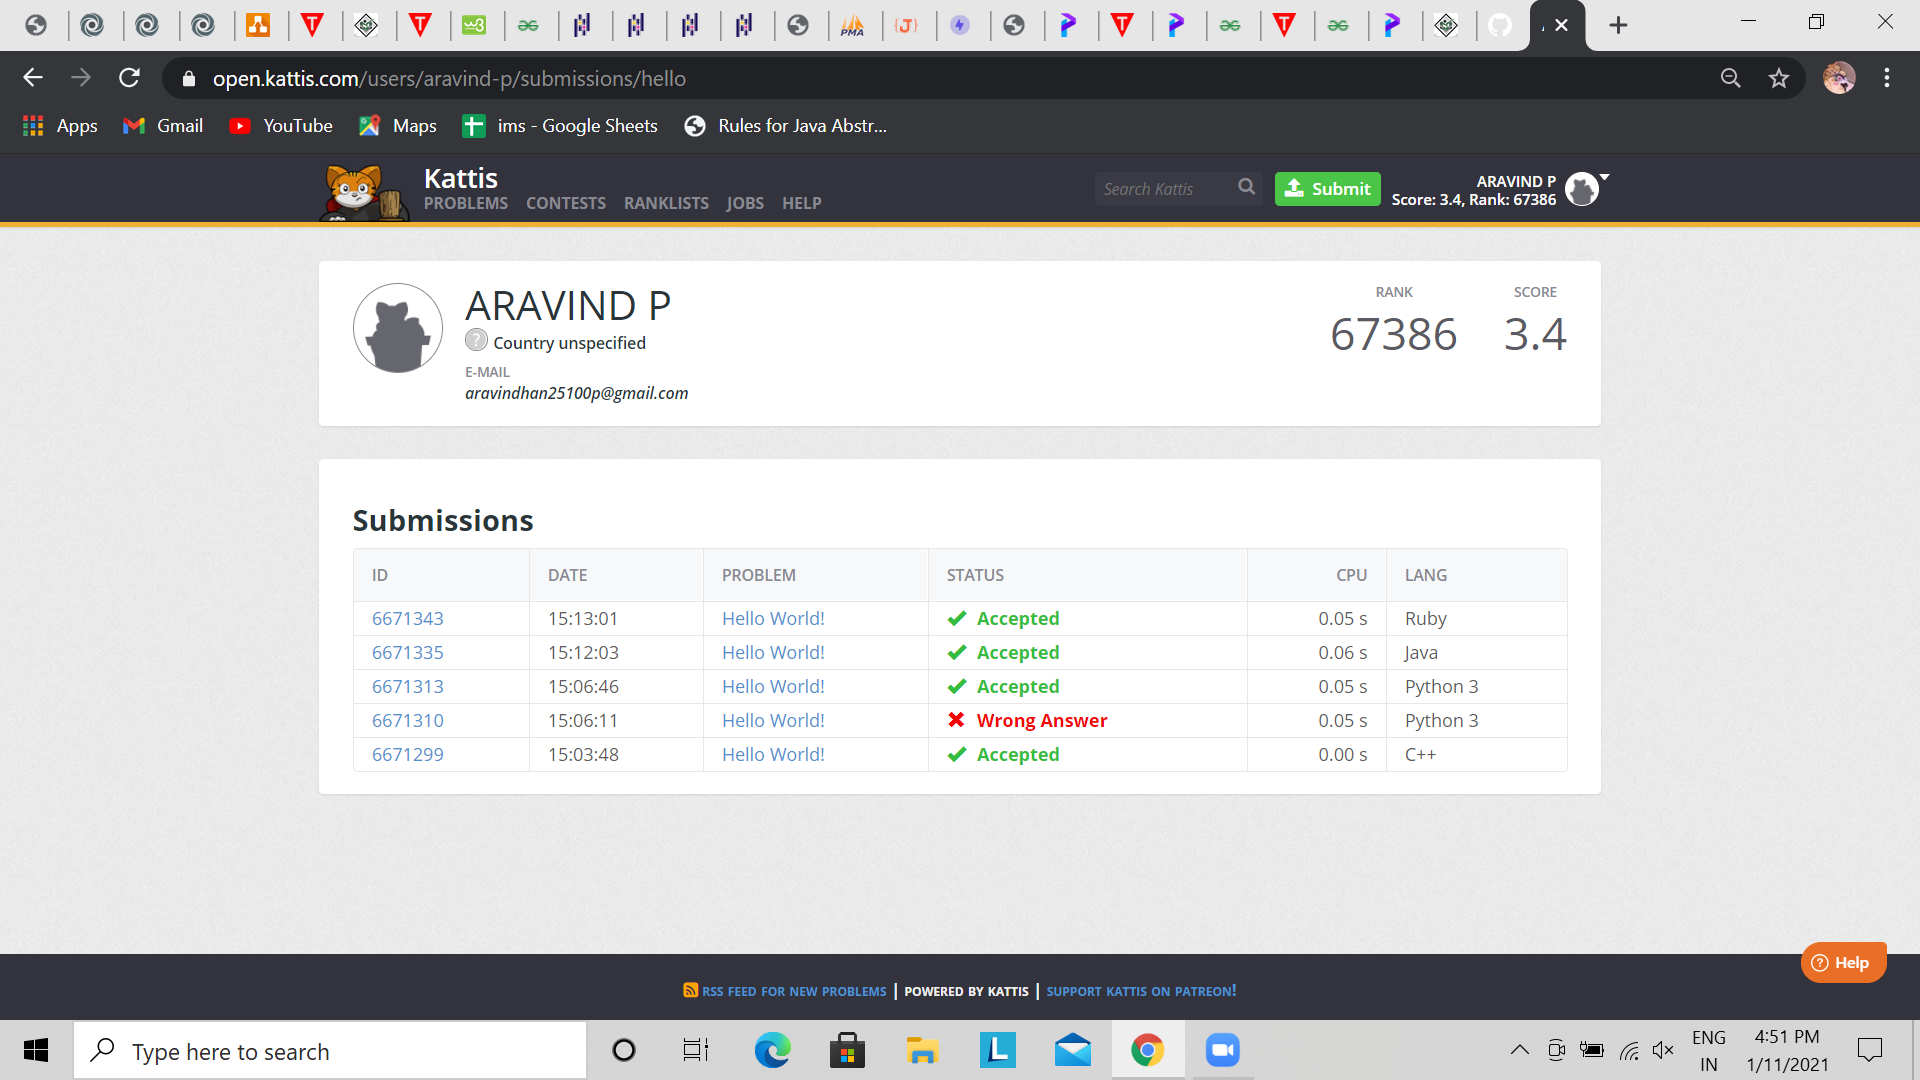 open.kattis.com/users/aravind-p/submissions/hello
Apps Gmail YouTube Maps ims - Google Sheets Rules for Java Abstr...
Kattis
PROBLEMS CONTESTS RANKLISTS JOBS HELP
Search Kattis
Submit
ARAVIND P
Score: 3.4, Rank: 67386
ARAVIND P
Country unspecified
E-MAIL
aravindhan25100p@gmail.com
RANK
67386
SCORE
3.4
Submissions
ID DATE PROBLEM STATUS CPU LANG
6671343 15:13:01 Hello World! Accepted 0.05 s Ruby
6671335 15:12:03 Hello World! Accepted 0.06 s Java
6671313 15:06:46 Hello World! Accepted 0.05 s Python 3
6671310 15:06:11 Hello World! Wrong Answer 0.05 s Python 3
6671299 15:03:48 Hello World! Accepted 0.00 s C++
Help
RSS FEED FOR NEW PROBLEMS | POWERED BY KATTIS | SUPPORT KATTIS ON PATREON!
Type here to search
ENG
IN
4:51 PM
1/11/2021